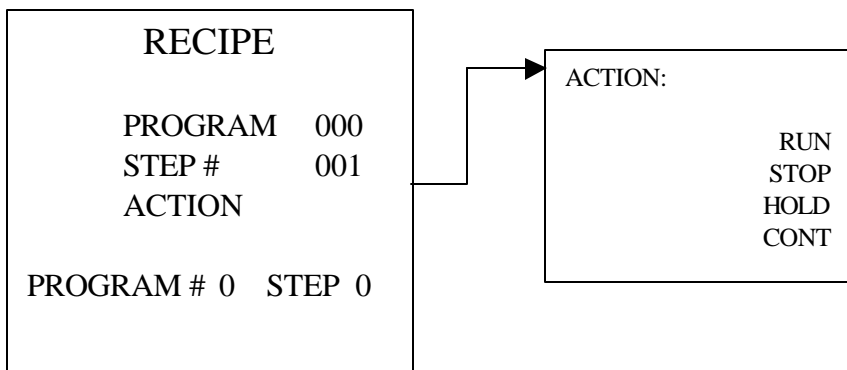 RECIPE
PROGRAM 000
STEP # 001
ACTION
PROGRAM # 0 STEP 0
ACTION:
RUN
STOP
HOLD
CONT